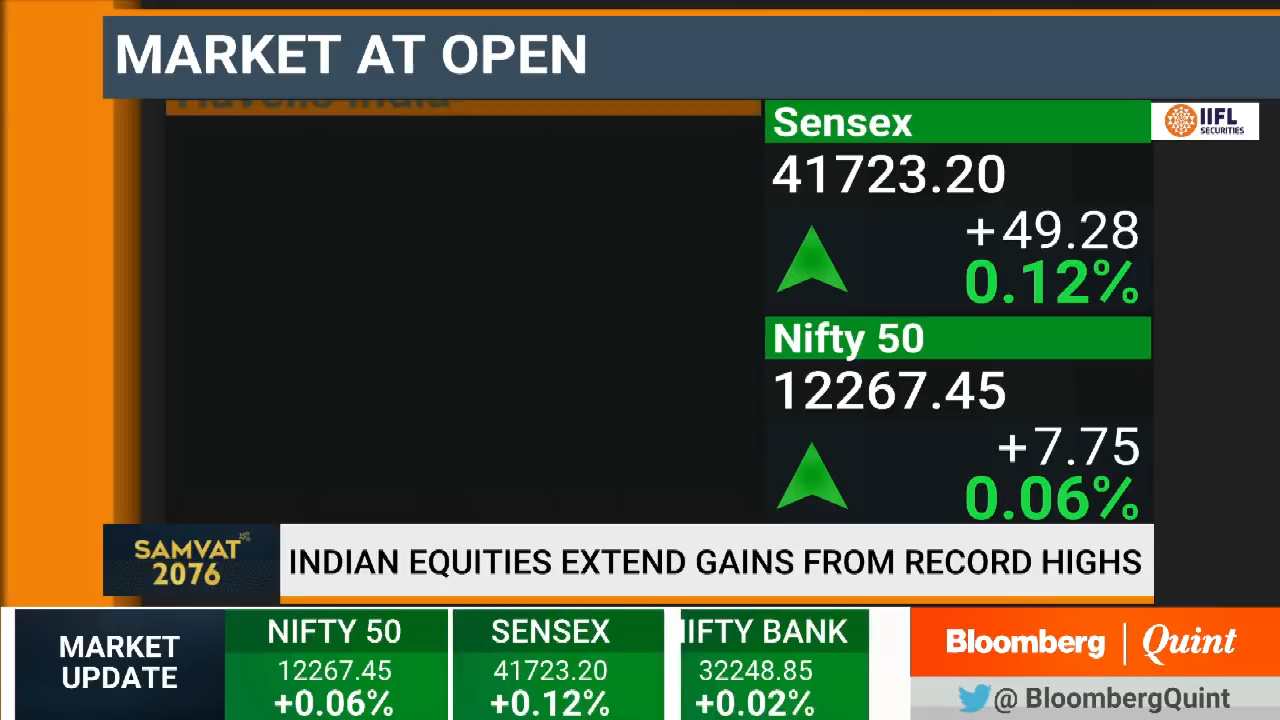 MARKET AT OPEN
Sensex
41723.20
+49.28
0.12%
Nifty 50
12267.45
+7.75
0.06%
IIFL
SECURITIES
SAMVAT
2076
INDIAN EQUITIES EXTEND GAINS FROM RECORD HIGHS
MARKET
UPDATE
NIFTY 50
12267.45
+0.06%
SENSEX
41723.20
+0.12%
IFTY BANK
32248.85
+0.02%
Bloomberg | Quint
@ BloombergQuint